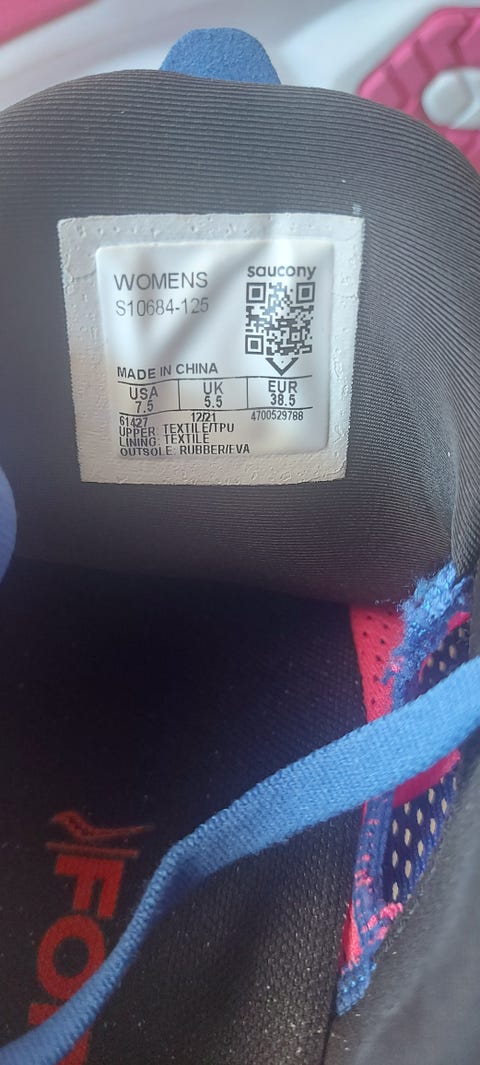 WOMENS
S10684-125
saucony
MADE IN CHINA
USA UK EUR
7.5 5.5 38.5
61427 12/21 4700529788
UPPER: TEXTILE/TPU
LINING: TEXTILE
OUTSOLE: RUBBER/EVA
FO